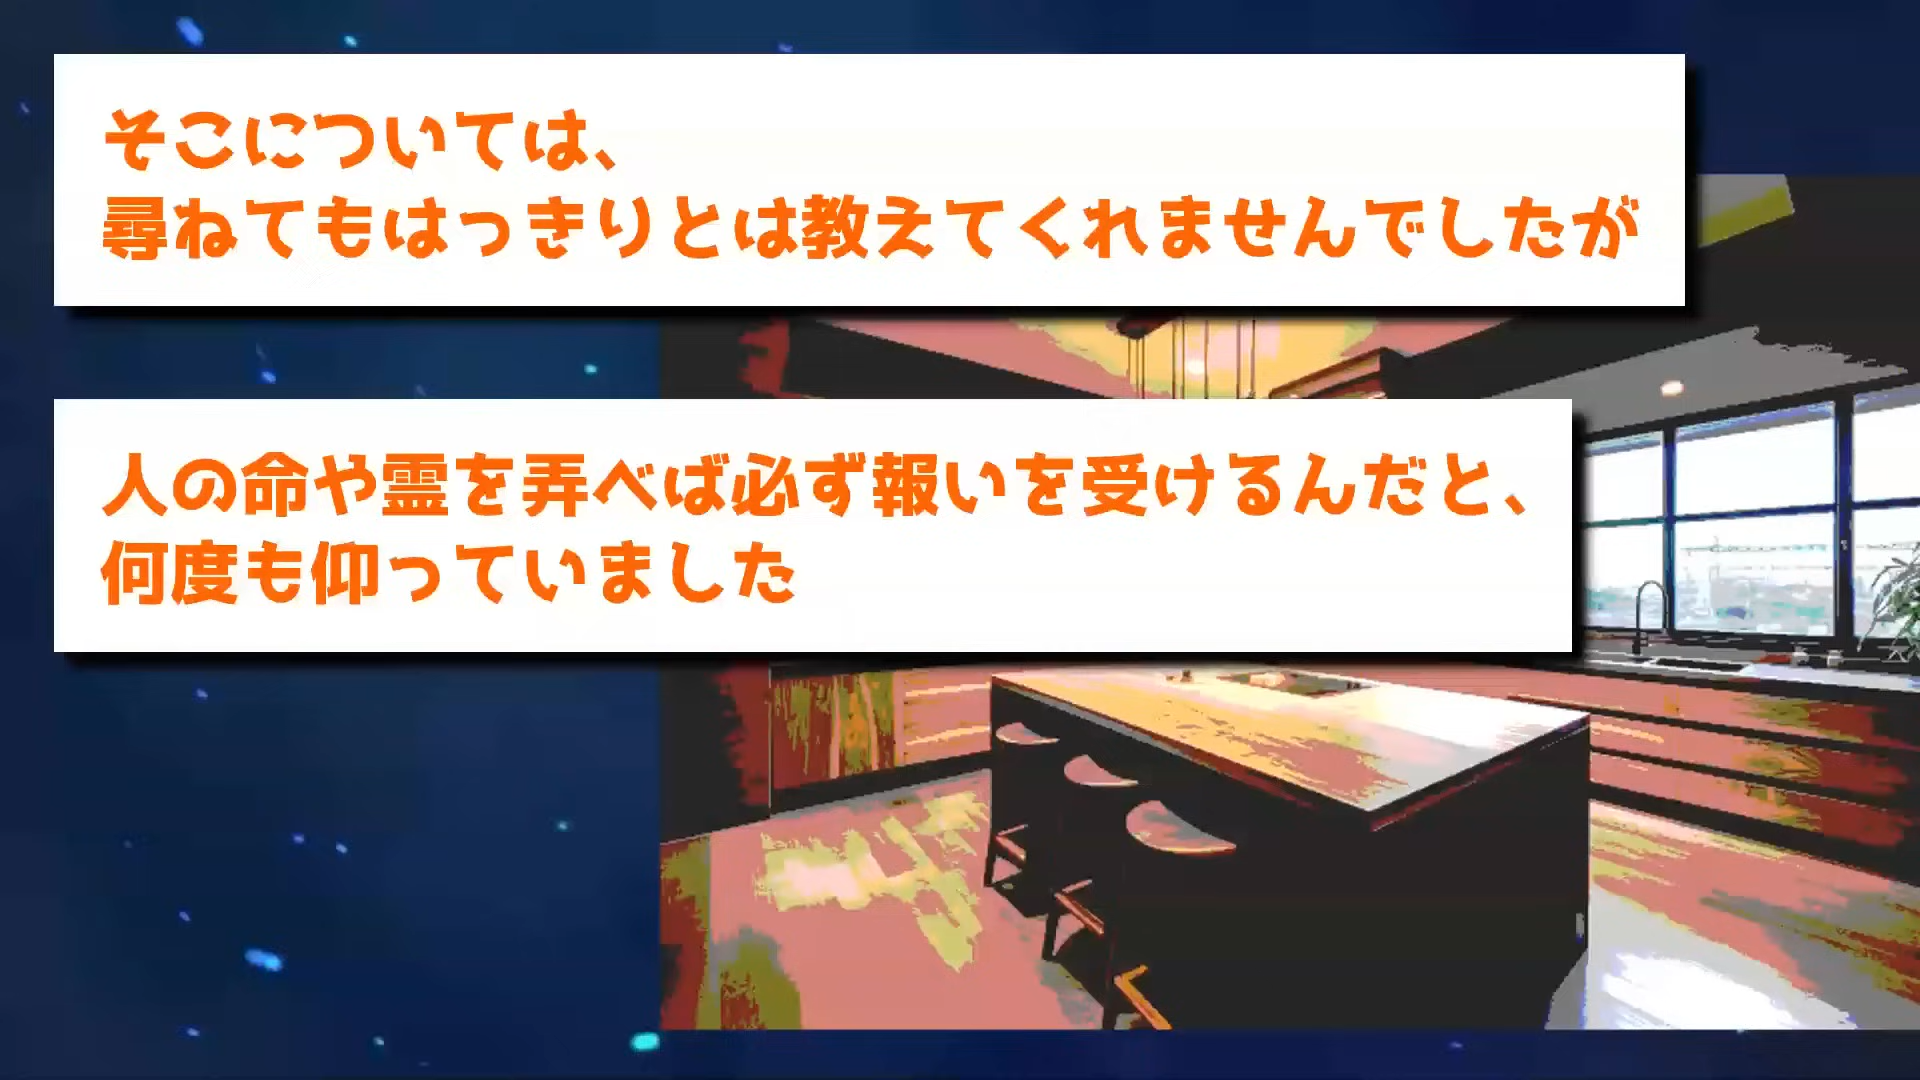 そこについては、
尋ねてもはっきりとは教えてくれませんでしたが
人の命や霊を弄べば必ず報いを受けるんだと、
何度も仰っていました